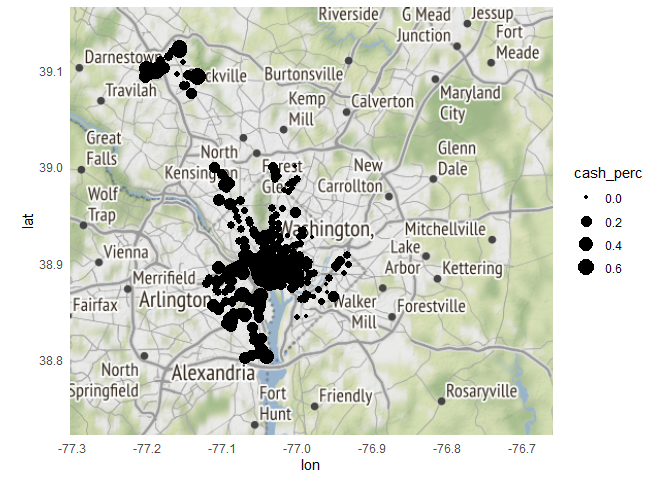 Riverside
G Mead
Junction
Jessup
Fort
Meade
Darnestown
ckville
Burtonsville
Travilah
Kemp
Mill
Calverton
Maryland
City
Great
Falls
North
Kensington
Forest
Glen
New
Carrollton
Glenn
Dale
Wolf
Trap
Washington,
Mitchellville
Vienna
Lake
Arbor
Kettering
Merrifield
Fairfax
Arlington
Walker
Mill
Forestville
North
Springfield
Alexandria
Fort
Hunt
Friendly
Rosaryville
39.1
39.0
38.9
38.8
lat
-77.3
-77.2
-77.1
-77.0
-76.9
-76.8
-76.7
lon
cash_perc
0.0
0.2
0.4
0.6